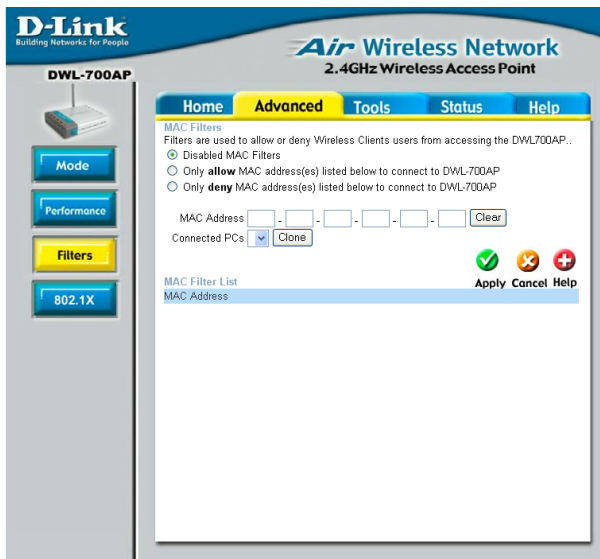 D-Link
Building Networks for People
Air Wireless Network
2.4GHz Wireless Access Point
DWL-700AP
Home Advanced Tools Status Help
MAC Filters
Filters are used to allow or deny Wireless Clients users from accessing the DWL700AP..
Disabled MAC Filters
Only allow MAC address(es) listed below to connect to DWL-700AP
Only deny MAC address(es) listed below to connect to DWL-700AP
MAC Address - - - - - Clear
Connected PCs Clone
Apply Cancel Help
MAC Filter List
MAC Address
Mode
Performance
Filters
802.1X